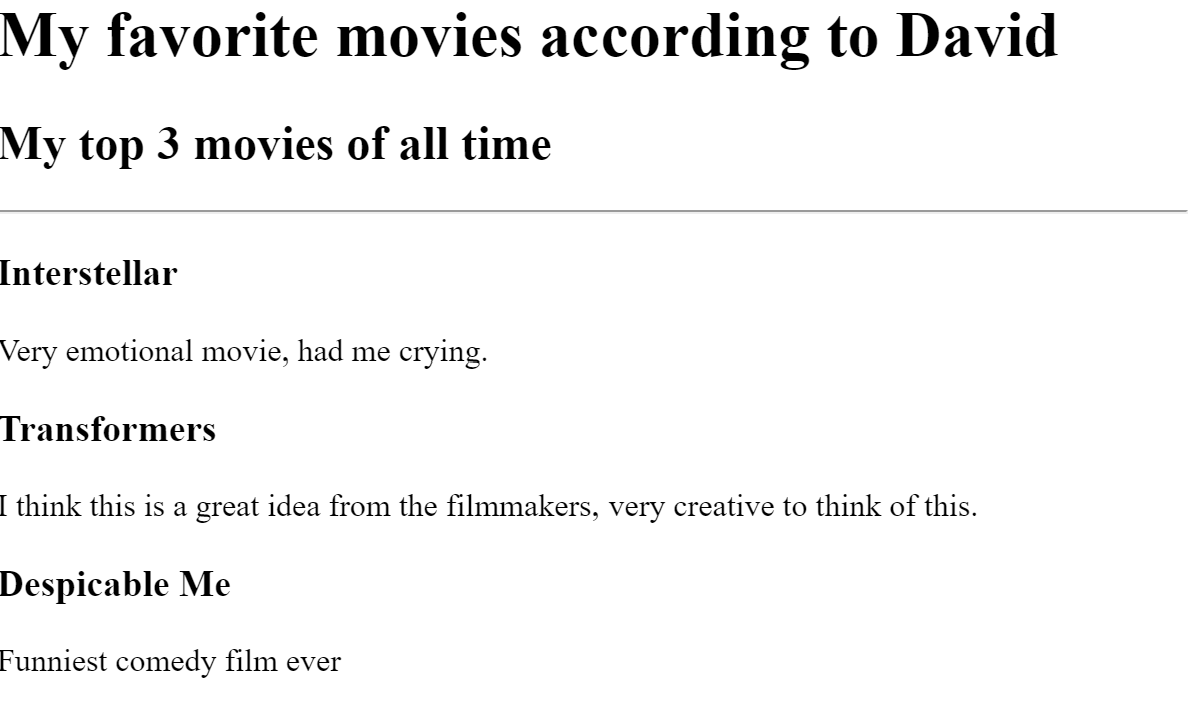 My favorite movies according to David
My top 3 movies of all time
Interstellar
Very emotional movie, had me crying.
Transformers
I think this is a great idea from the filmmakers, very creative to think of this.
Despicable Me
Funniest comedy film ever